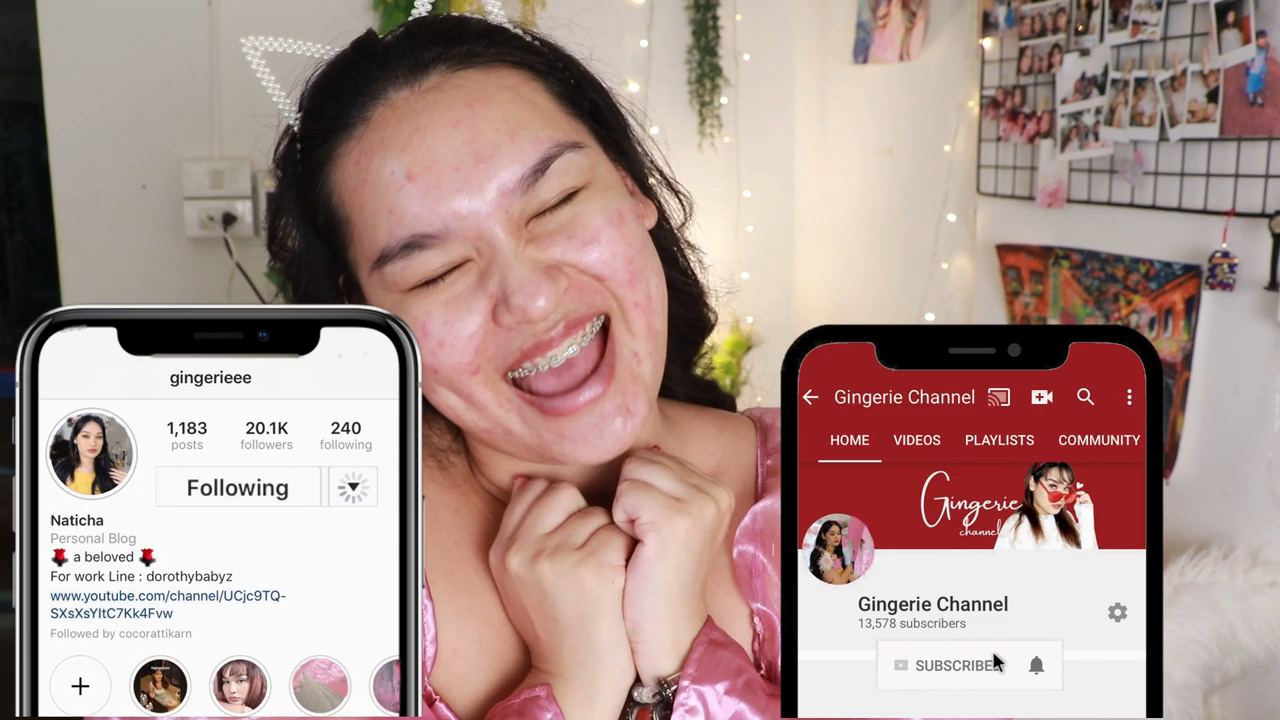 gingerieee
1,183 20.1K 240
posts followers following
Following
Naticha
Personal Blog
🌹 a beloved 🌹
For work Line : dorothybabyz
www.youtube.com/channel/UCjc9TQ-
SXsXsYItC7Kk4Fvw
Followed by cocorattikarn
+
Gingerie Channel
HOME VIDEOS PLAYLISTS COMMUNITY
Gingerie
channel
Gingerie Channel
13,578 subscribers
SUBSCRIBE